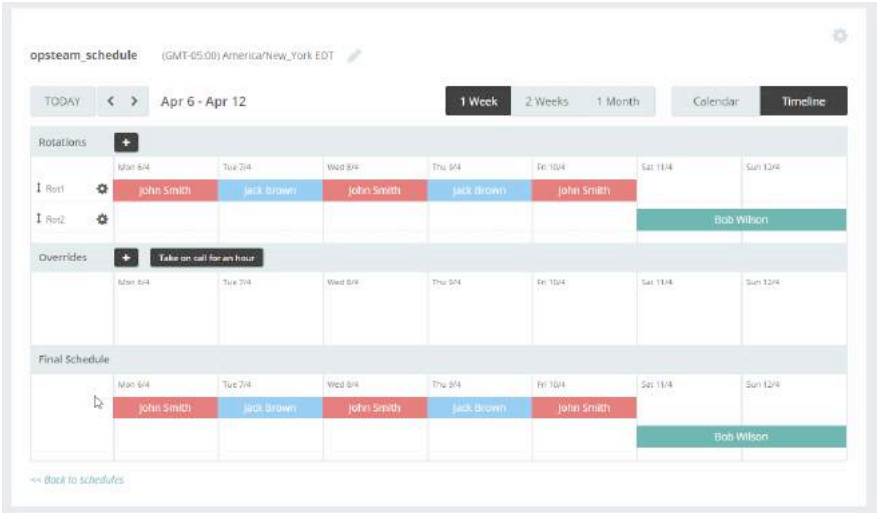 opsteam_schedule (GMT-05:00) America/New_York EDT
TODAY < > Apr 6 - Apr 12 1 Week 2 Weeks 1 Month Calendar Timeline
Rotations +
Mon 6/4 Tue 7/4 Wed 8/4 Thu 9/4 Fri 10/4 Sat 11/4 Sun 12/4
Rot1 John Smith Jack Brown John Smith Jack Brown John Smith
Rot2 Bob Wilson
Overrides + Take on call for an hour
Mon 6/4 Tue 7/4 Wed 8/4 Thu 9/4 Fri 10/4 Sat 11/4 Sun 12/4
Final Schedule
Mon 6/4 Tue 7/4 Wed 8/4 Thu 9/4 Fri 10/4 Sat 11/4 Sun 12/4
John Smith Jack Brown John Smith Jack Brown John Smith
Bob Wilson
<< Back to schedules